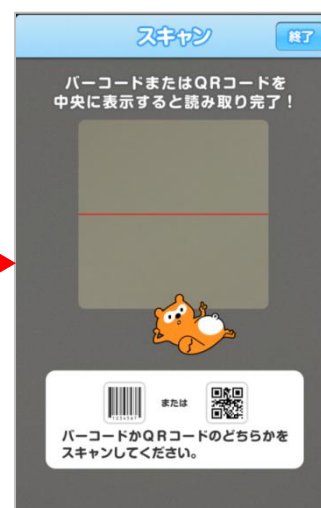 スキャン
終了
バーコードまたはQRコードを
中央に表示すると読み取り完了！
または
バーコードかQRコードのどちらかを
スキャンしてください。